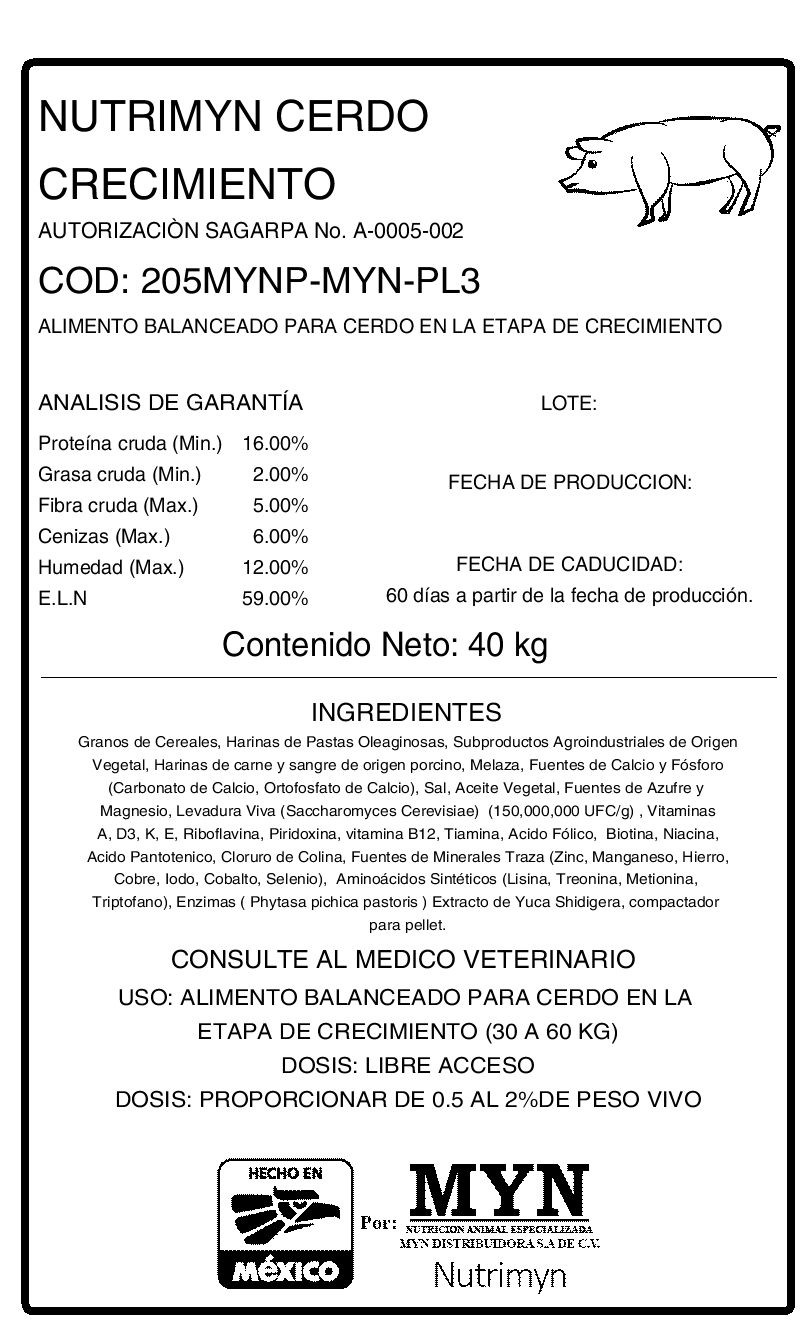 NUTRIMYN CERDO
CRECIMIENTO
AUTORIZACIÒN SAGARPA No. A-0005-002
COD: 205MYNP-MYN-PL3
ALIMENTO BALANCEADO PARA CERDO EN LA ETAPA DE CRECIMIENTO
ANALISIS DE GARANTÍA
Proteína cruda (Min.) 16.00%
Grasa cruda (Min.) 2.00%
Fibra cruda (Max.) 5.00%
Cenizas (Max.) 6.00%
Humedad (Max.) 12.00%
E.L.N 59.00%
LOTE:
FECHA DE PRODUCCION:
FECHA DE CADUCIDAD:
60 días a partir de la fecha de producción.
Contenido Neto: 40 kg
INGREDIENTES
Granos de Cereales, Harinas de Pastas Oleaginosas, Subproductos Agroindustriales de Origen
Vegetal, Harinas de carne y sangre de origen porcino, Melaza, Fuentes de Calcio y Fósforo
(Carbonato de Calcio, Ortofosfato de Calcio), Sal, Aceite Vegetal, Fuentes de Azufre y
Magnesio, Levadura Viva (Saccharomyces Cerevisiae) (150,000,000 UFC/g) , Vitaminas
A, D3, K, E, Riboflavina, Piridoxina, vitamina B12, Tiamina, Acido Fólico, Biotina, Niacina,
Acido Pantotenico, Cloruro de Colina, Fuentes de Minerales Traza (Zinc, Manganeso, Hierro,
Cobre, Iodo, Cobalto, Selenio), Aminoácidos Sintéticos (Lisina, Treonina, Metionina,
Triptofano), Enzimas ( Phytasa pichica pastoris ) Extracto de Yuca Shidigera, compactador
para pellet.
CONSULTE AL MEDICO VETERINARIO
USO: ALIMENTO BALANCEADO PARA CERDO EN LA
ETAPA DE CRECIMIENTO (30 A 60 KG)
DOSIS: LIBRE ACCESO
DOSIS: PROPORCIONAR DE 0.5 AL 2%DE PESO VIVO
HECHO EN
MéXICO
Por:
MYN
NUTRICION ANIMAL ESPECIALIZADA
MYN DISTRIBUIDORA S.A DE C.V.
Nutrimyn